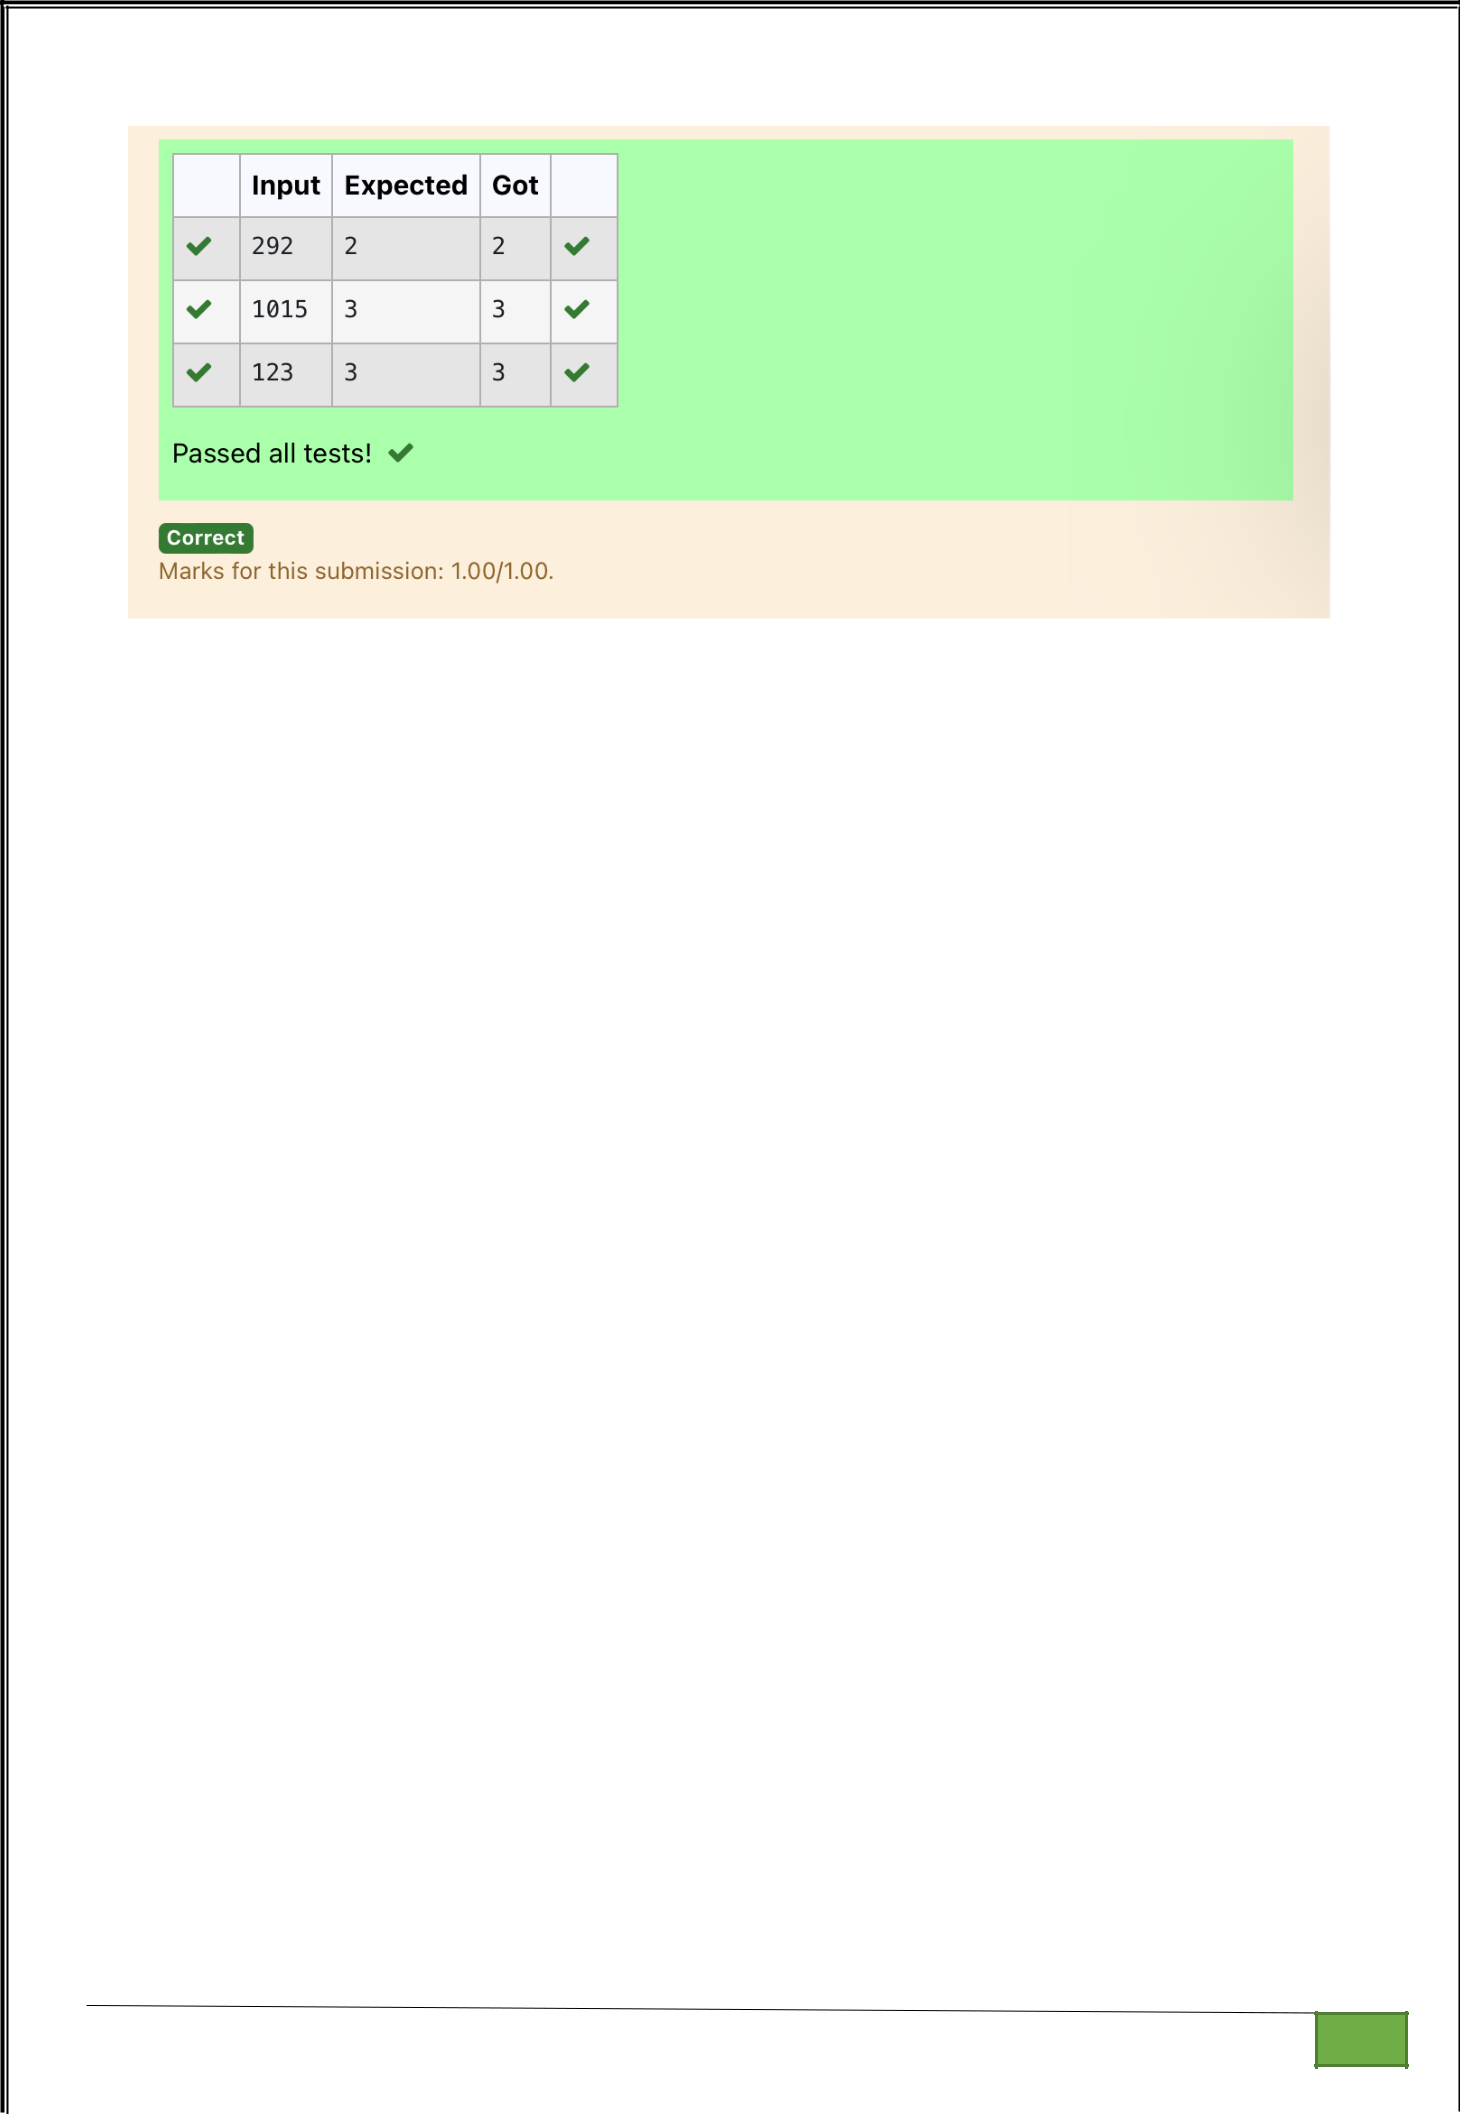 Input Expected Got
292 2 2
1015 3 3
123 3 3
Passed all tests!
Correct
Marks for this submission: 1.00/1.00.